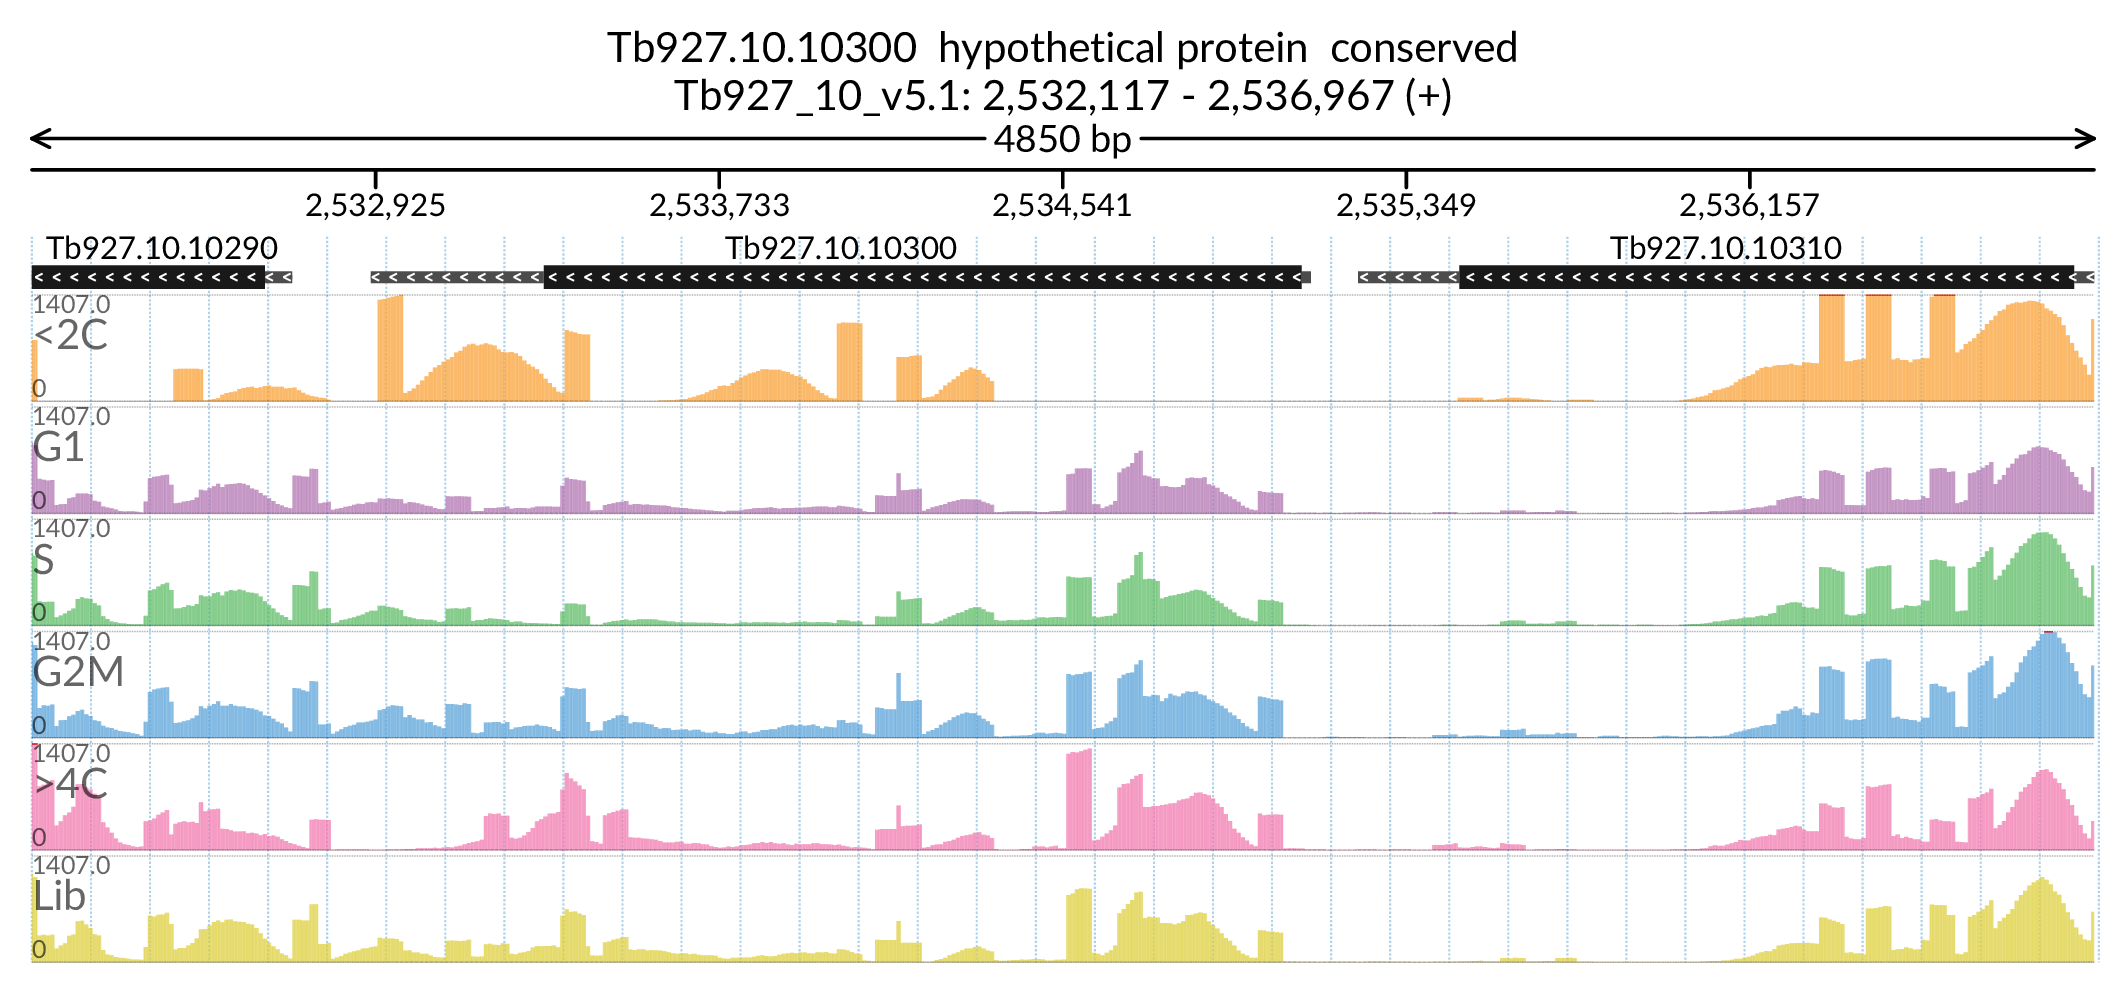 Tb927.10.10300  hypothetical protein  conserved
Tb927_10_v5.1: 2,532,117 - 2,536,967 (+)
4850 bp
2,532,925 2,533,733 2,534,541 2,535,349 2,536,157
Tb927.10.10290 Tb927.10.10300 Tb927.10.10310
1407.0
<2C
0
1407.0
G1
0
1407.0
S
0
1407.0
G2M
0
1407.0
>4C
0
1407.0
Lib
0